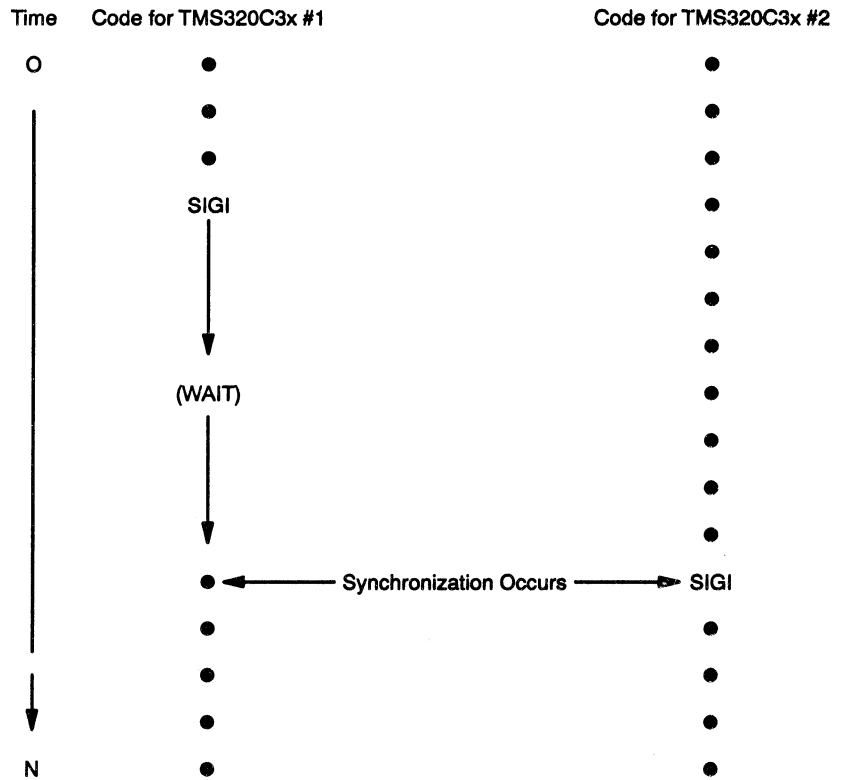 Time Code for TMS320C3x #1 Code for TMS320C3x #2
O
SIGI
(WAIT)
Synchronization Occurs SIGI
N